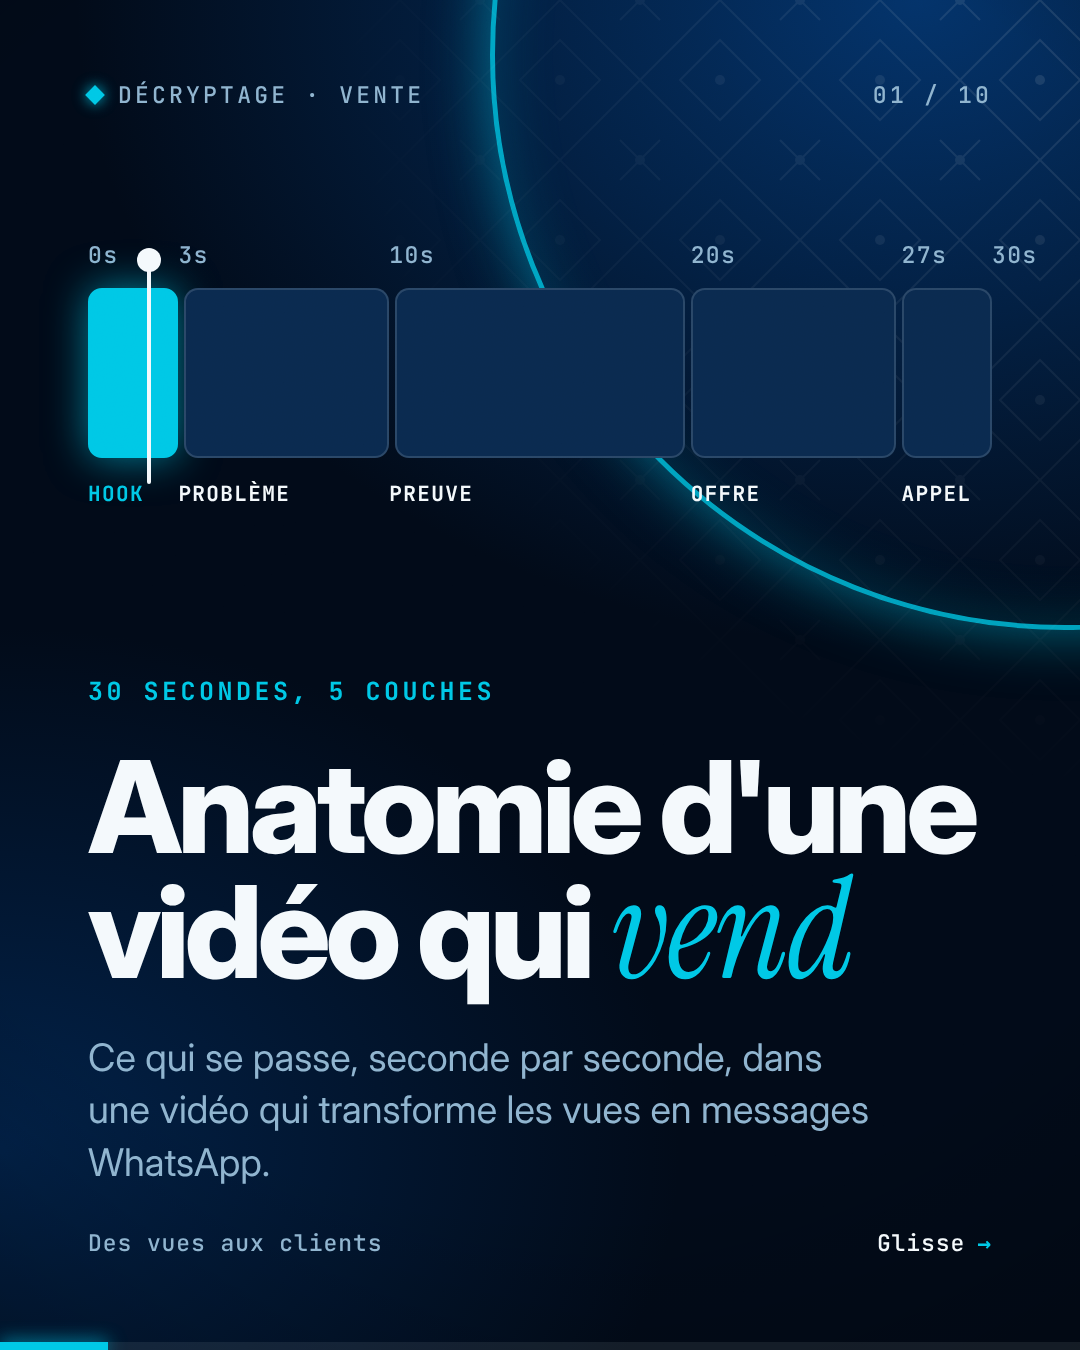 DÉCRYPTAGE · VENTE
01 / 10
0s 3s 10s 20s 27s 30s
HOOK PROBLÈME PREUVE OFFRE APPEL
30 SECONDES, 5 COUCHES
Anatomie d'une
vidéo qui vend
Ce qui se passe, seconde par seconde, dans
une vidéo qui transforme les vues en messages
WhatsApp.
Des vues aux clients
Glisse →